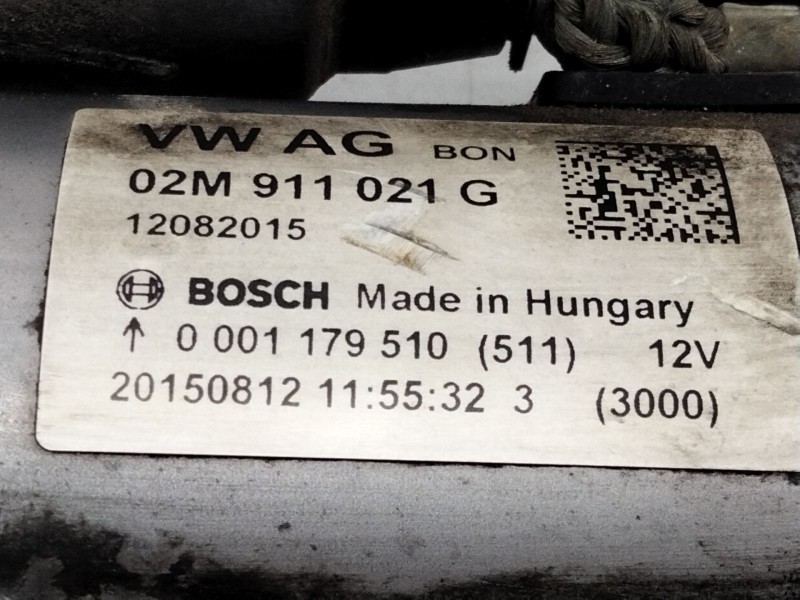 VW AG BON
02M 911 021 G
12082015
BOSCH Made in Hungary
↑ 0 001 179 510 (511) 12V
20150812 11:55:32 3 (3000)